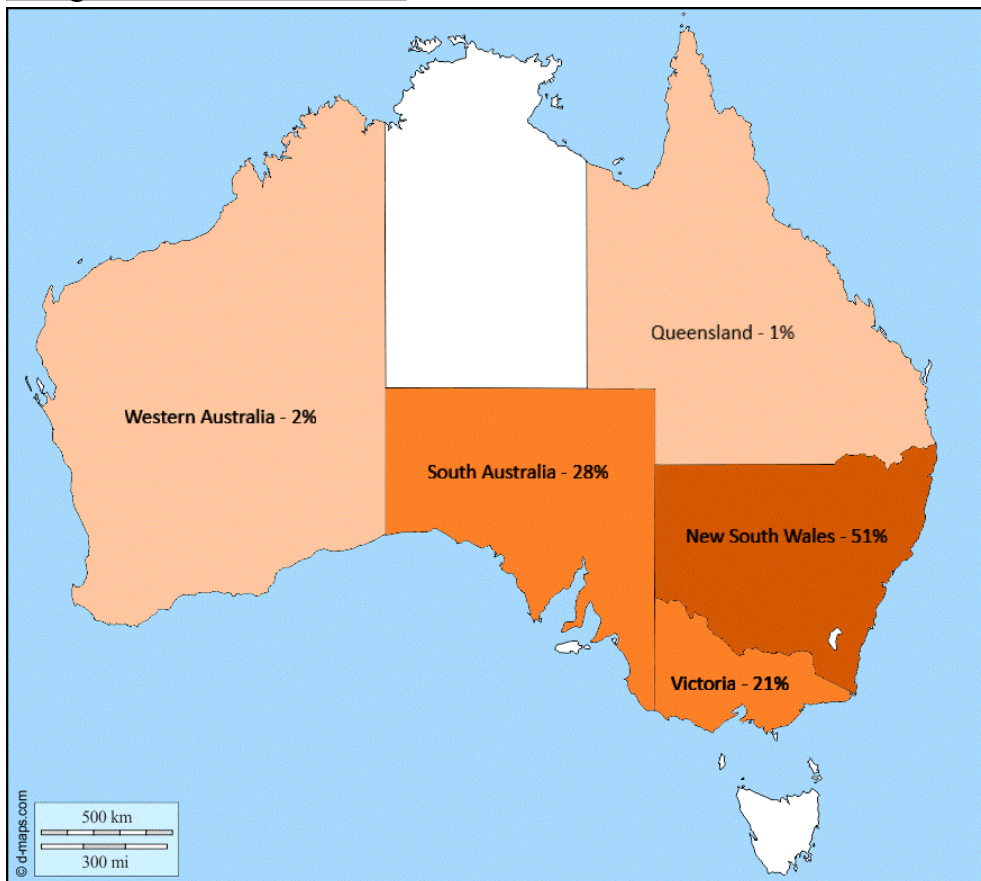 Queensland - 1%
Western Australia - 2%
South Australia - 28%
New South Wales - 51%
Victoria - 21%
500 km
300 mi
© d-maps.com